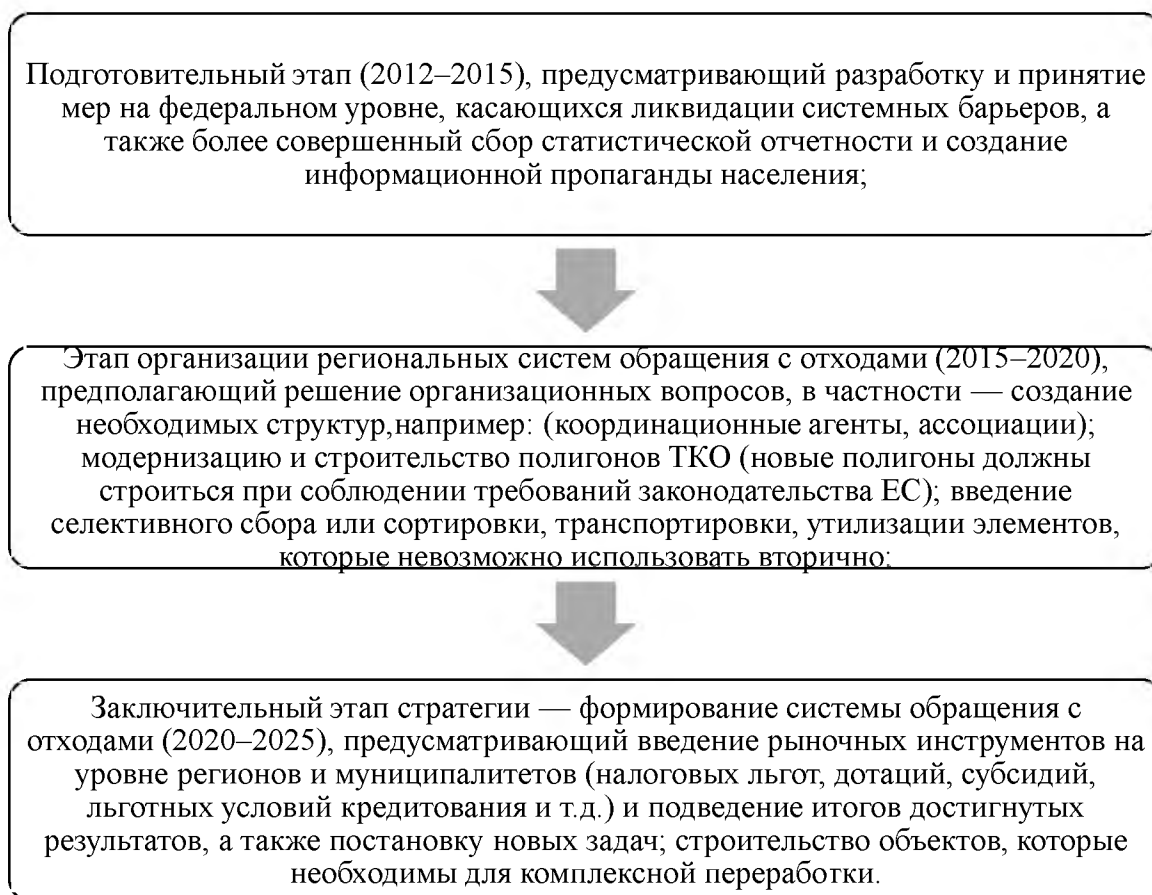 Подготовительный этап (2012–2015), предусматривающий разработку и принятие
мер на федеральном уровне, касающихся ликвидации системных барьеров, а
также более совершенный сбор статистической отчетности и создание
информационной пропаганды населения;
Этап организации региональных систем обращения с отходами (2015–2020),
предполагающий решение организационных вопросов, в частности — создание
необходимых структур,например: (координационные агенты, ассоциации);
модернизацию и строительство полигонов ТКО (новые полигоны должны
строиться при соблюдении требований законодательства ЕС); введение
селективного сбора или сортировки, транспортировки, утилизации элементов,
которые невозможно использовать вторично;
Заключительный этап стратегии — формирование системы обращения с
отходами (2020–2025), предусматривающий введение рыночных инструментов на
уровне регионов и муниципалитетов (налоговых льгот, дотаций, субсидий,
льготных условий кредитования и т.д.) и подведение итогов достигнутых
результатов, а также постановку новых задач; строительство объектов, которые
необходимы для комплексной переработки.